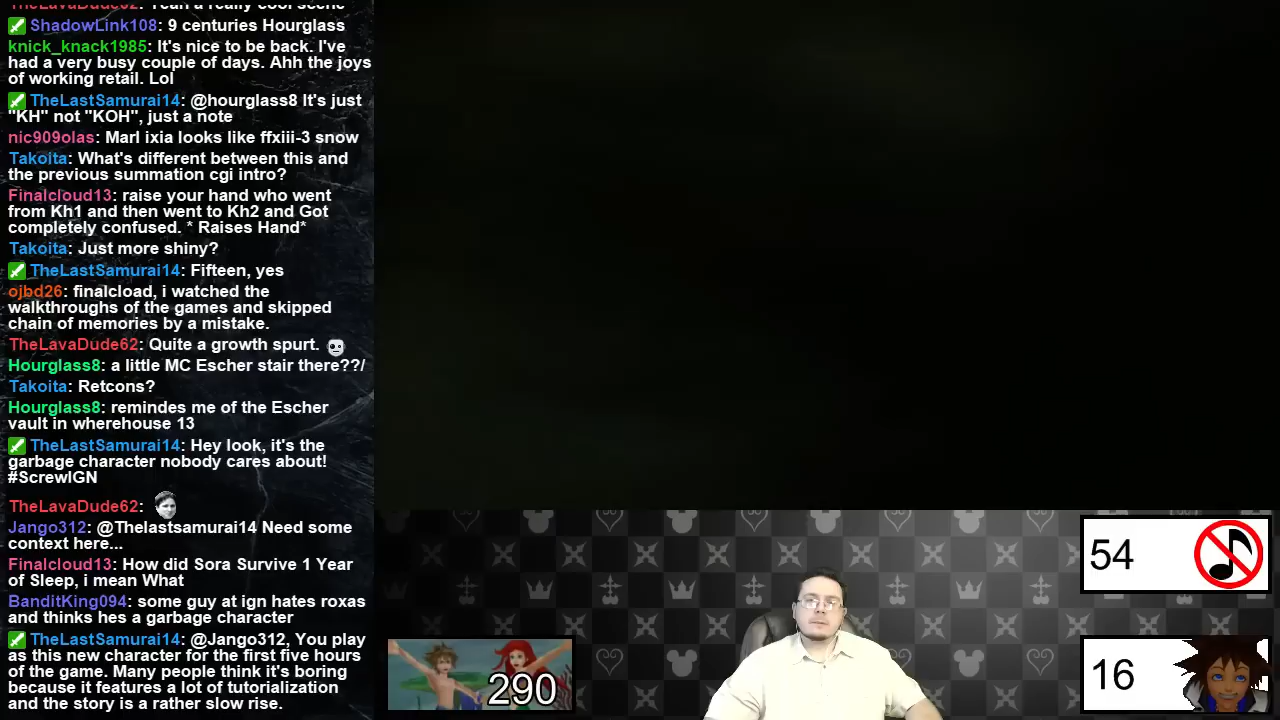 TheLavaDude62: Yeah a really cool scene
ShadowLink108: 9 centuries Hourglass
knick_knack1985: It's nice to be back. I've
had a very busy couple of days. Ahh the joys
of working retail. Lol
TheLastSamurai14: @hourglass8 It's just
"KH" not "KOH", just a note
nic909olas: Marl ixia looks like ffxiii-3 snow
Takoita: What's different between this and
the previous summation cgi intro?
Finalcloud13: raise your hand who went
from Kh1 and then went to Kh2 and Got
completely confused. * Raises Hand*
Takoita: Just more shiny?
TheLastSamurai14: Fifteen, yes
ojbd26: finalcload, i watched the
walkthroughs of the games and skipped
chain of memories by a mistake.
TheLavaDude62: Quite a growth spurt.
Hourglass8: a little MC Escher stair there??/
Takoita: Retcons?
Hourglass8: remindes me of the Escher
vault in wherehouse 13
TheLastSamurai14: Hey look, it's the
garbage character nobody cares about!
#ScrewIGN
TheLavaDude62:
Jango312: @Thelastsamurai14 Need some
context here...
Finalcloud13: How did Sora Survive 1 Year
of Sleep, i mean What
BanditKing094: some guy at ign hates roxas
and thinks hes a garbage character
TheLastSamurai14: @Jango312, You play
as this new character for the first five hours
of the game. Many people think it's boring
because it features a lot of tutorialization
and the story is a rather slow rise.
290
54
16